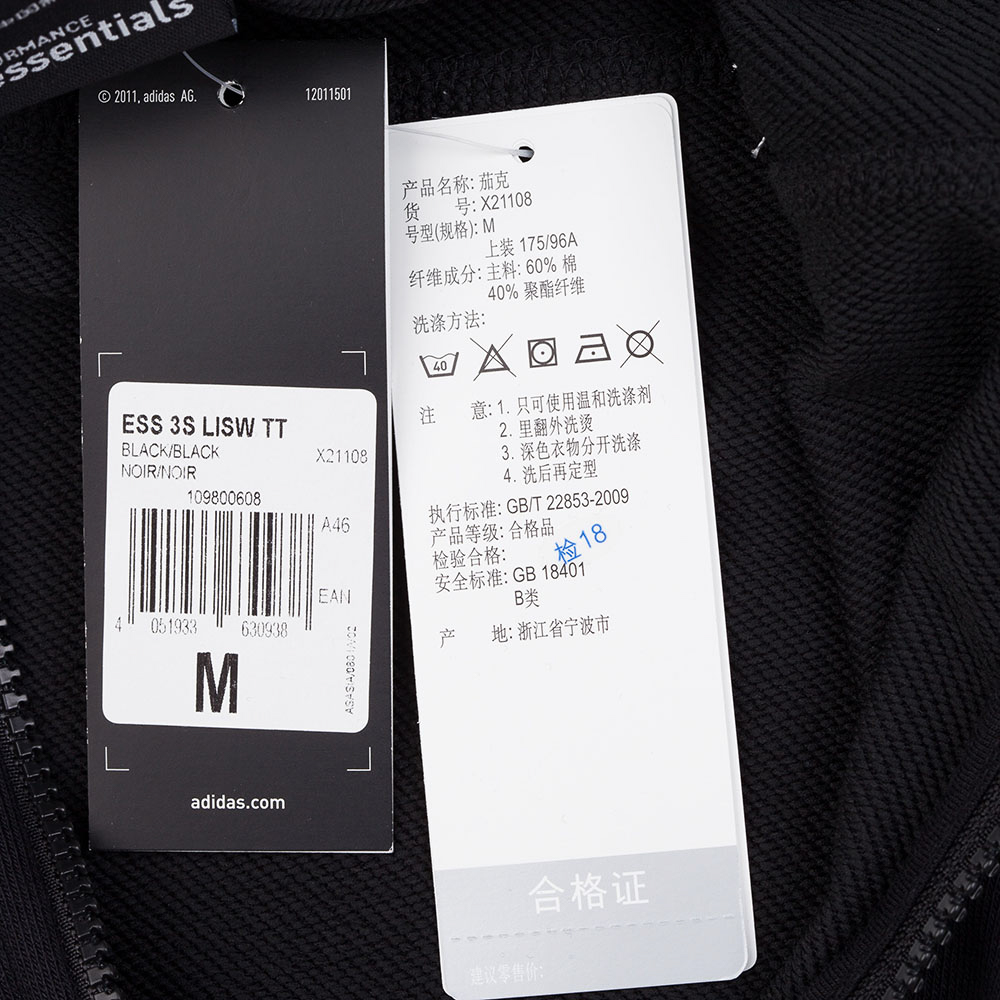 essentials
© 2011, adidas AG.
12011501
ESS 3S LISW TT
BLACK/BLACK
X21108
NOIR/NOIR
109800608
A46
EAN
4 051933 630938
M
adidas.com
产品名称: 茄克
货 号: X21108
号型(规格): M
上装 175/96A
纤维成分: 主料: 60% 棉
40% 聚酯纤维
洗涤方法:
40
注 意: 1. 只可使用温和洗涤剂
2. 里翻外洗烫
3. 深色衣物分开洗涤
4. 洗后再定型
执行标准: GB/T 22853-2009
产品等级: 合格品
检验合格: 检18
安全标准: GB 18401
B类
产 地: 浙江省宁波市
合格证
建议零售价: